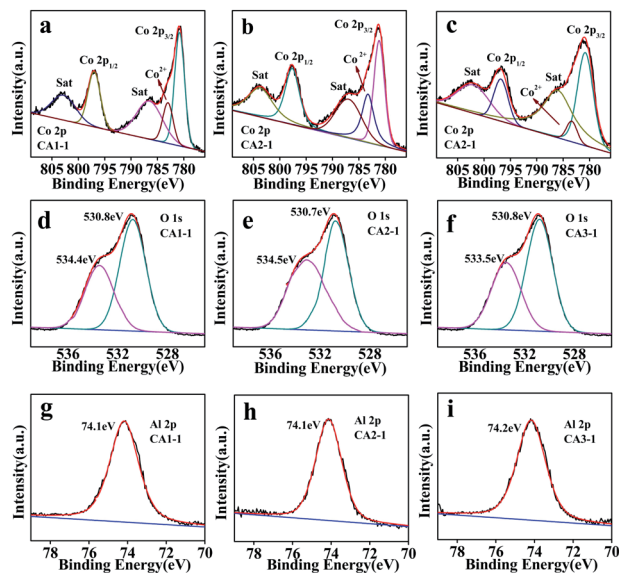 a
Co 2p3/2
Co 2p1/2
Co2+
Sat
Sat
Co 2p
CA1-1
805 800 795 790 785 780
Binding Energy(eV)
Intensity(a.u.)
b
Co 2p3/2
Co 2p1/2
Co2+
Sat
Sat
Co 2p
CA2-1
805 800 795 790 785 780
Binding Energy(eV)
Intensity(a.u.)
c
Co 2p3/2
Co 2p1/2
Sat
Sat
Co2+
Co 2p
CA2-1
805 800 795 790 785 780
Binding Energy(eV)
Intensity(a.u.)
d
530.8eV
O 1s
CA1-1
534.4eV
536 532 528
Binding Energy(eV)
Intensity(a.u.)
e
530.7eV
O 1s
CA2-1
534.5eV
536 532 528
Binding Energy(eV)
Intensity(a.u.)
f
530.8eV
O 1s
CA3-1
533.5eV
536 532 528
Binding Energy(eV)
Intensity(a.u.)
g
74.1eV
Al 2p
CA1-1
78 76 74 72 70
Binding Energy(eV)
Intensity(a.u.)
h
74.1eV
Al 2p
CA2-1
78 76 74 72 70
Binding Energy(eV)
Intensity(a.u.)
i
74.2eV
Al 2p
CA3-1
78 76 74 72 70
Binding Energy(eV)
Intensity(a.u.)